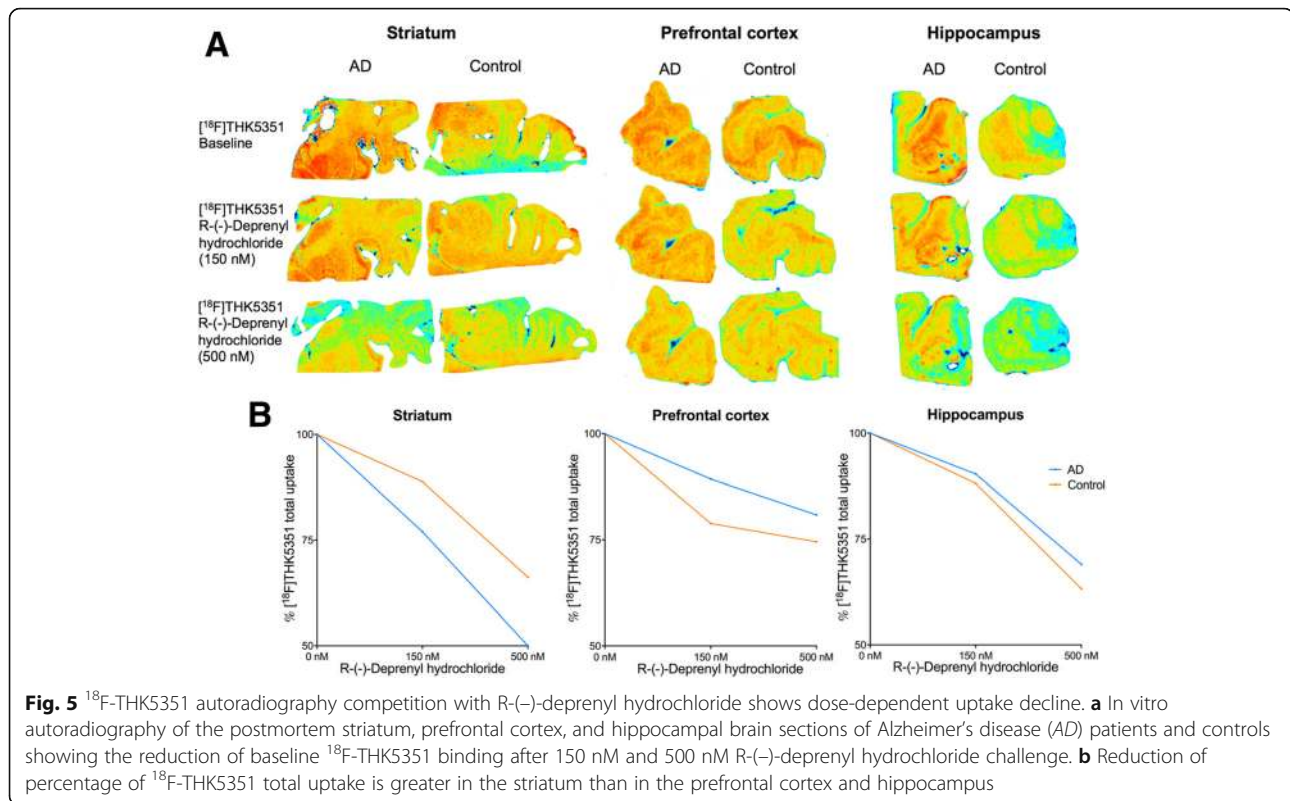 A
Striatum
Prefrontal cortex
Hippocampus
AD
Control
AD
Control
AD
Control
[¹⁸F]THK5351
Baseline
[¹⁸F]THK5351
R-(-)-Deprenyl
hydrochloride
(150 nM)
[¹⁸F]THK5351
R-(-)-Deprenyl
hydrochloride
(500 nM)
B
Striatum
% [¹⁸F]THK5351 total uptake
100
75
50
0 nM
150 nM
500 nM
R-(-)-Deprenyl hydrochloride
Prefrontal cortex
% [¹⁸F]THK5351 total uptake
100
75
50
0 nM
150 nM
500 nM
R-(-)-Deprenyl hydrochloride
Hippocampus
% [¹⁸F]THK5351 total uptake
100
75
50
0 nM
150 nM
500 nM
R-(-)-Deprenyl hydrochloride
AD
Control
Fig. 5 ¹⁸F-THK5351 autoradiography competition with R-(–)-deprenyl hydrochloride shows dose-dependent uptake decline. a In vitro
autoradiography of the postmortem striatum, prefrontal cortex, and hippocampal brain sections of Alzheimer's disease (AD) patients and controls
showing the reduction of baseline ¹⁸F-THK5351 binding after 150 nM and 500 nM R-(–)-deprenyl hydrochloride challenge. b Reduction of
percentage of ¹⁸F-THK5351 total uptake is greater in the striatum than in the prefrontal cortex and hippocampus